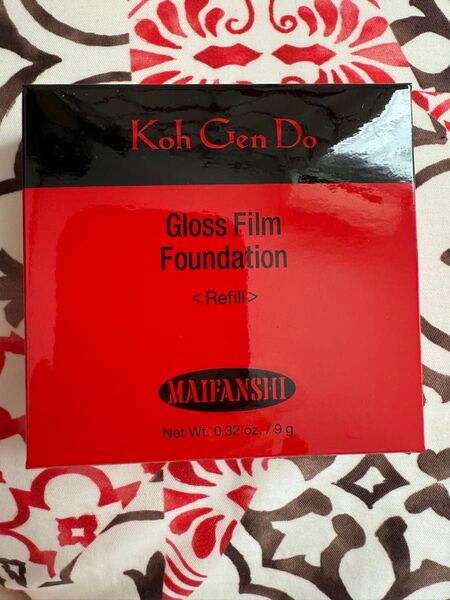 Koh Gen Do
Gloss Film
Foundation
<Refill>
MAIFANSHI
Net Wt. 0.32 oz. / 9 g